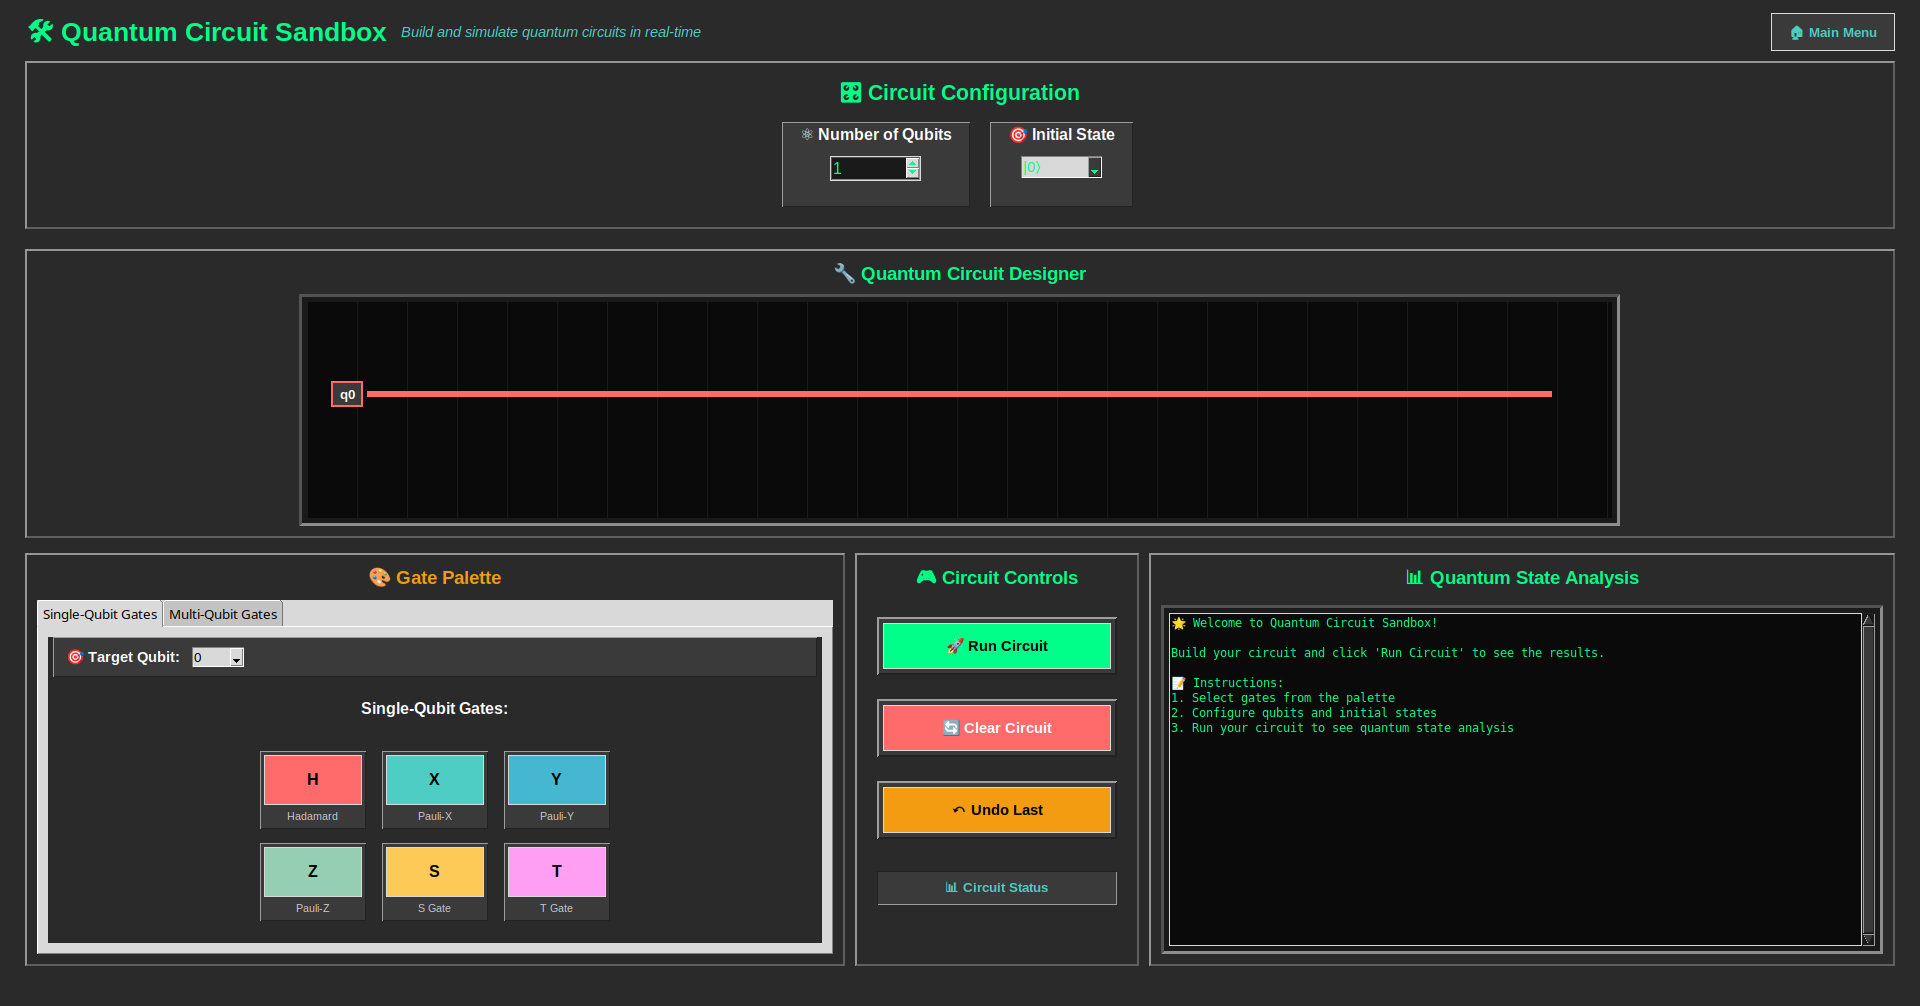 🛠 Quantum Circuit Sandbox
Build and simulate quantum circuits in real-time
🏠 Main Menu
🎛 Circuit Configuration
⚛ Number of Qubits
1
🎯 Initial State
|0⟩
🔧 Quantum Circuit Designer
q0
🎨 Gate Palette
Single-Qubit Gates
Multi-Qubit Gates
🎯 Target Qubit:
0
Single-Qubit Gates:
H
X
Y
Hadamard
Pauli-X
Pauli-Y
Z
S
T
Pauli-Z
S Gate
T Gate
🎮 Circuit Controls
🚀 Run Circuit
🔄 Clear Circuit
↶ Undo Last
📊 Circuit Status
📊 Quantum State Analysis
🌟 Welcome to Quantum Circuit Sandbox!
Build your circuit and click 'Run Circuit' to see the results.
📝 Instructions:
1. Select gates from the palette
2. Configure qubits and initial states
3. Run your circuit to see quantum state analysis